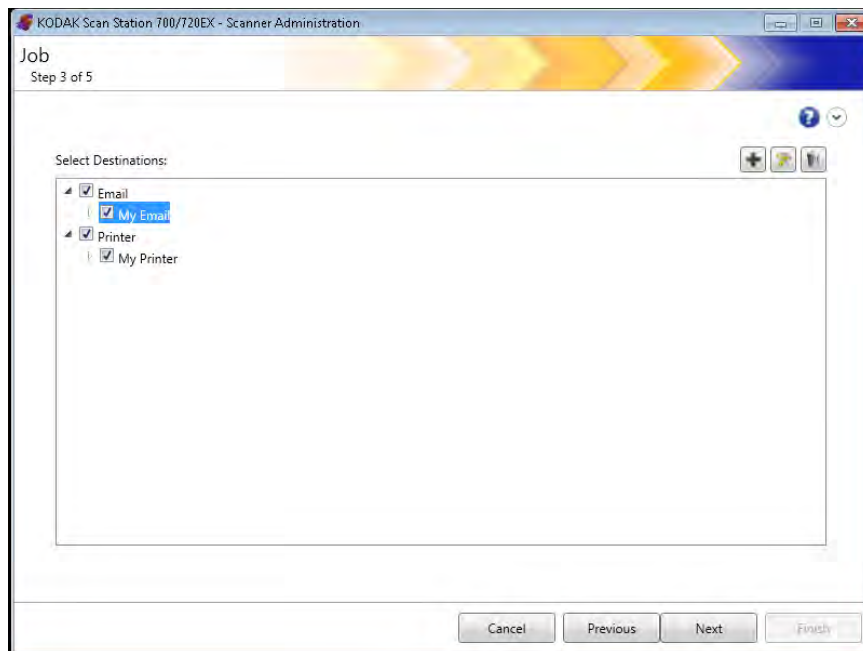 KODAK Scan Station 700/720EX - Scanner Administration
Job
Step 3 of 5
?
Select Destinations:
Email
My Email
Printer
My Printer
Cancel Previous Next Finish